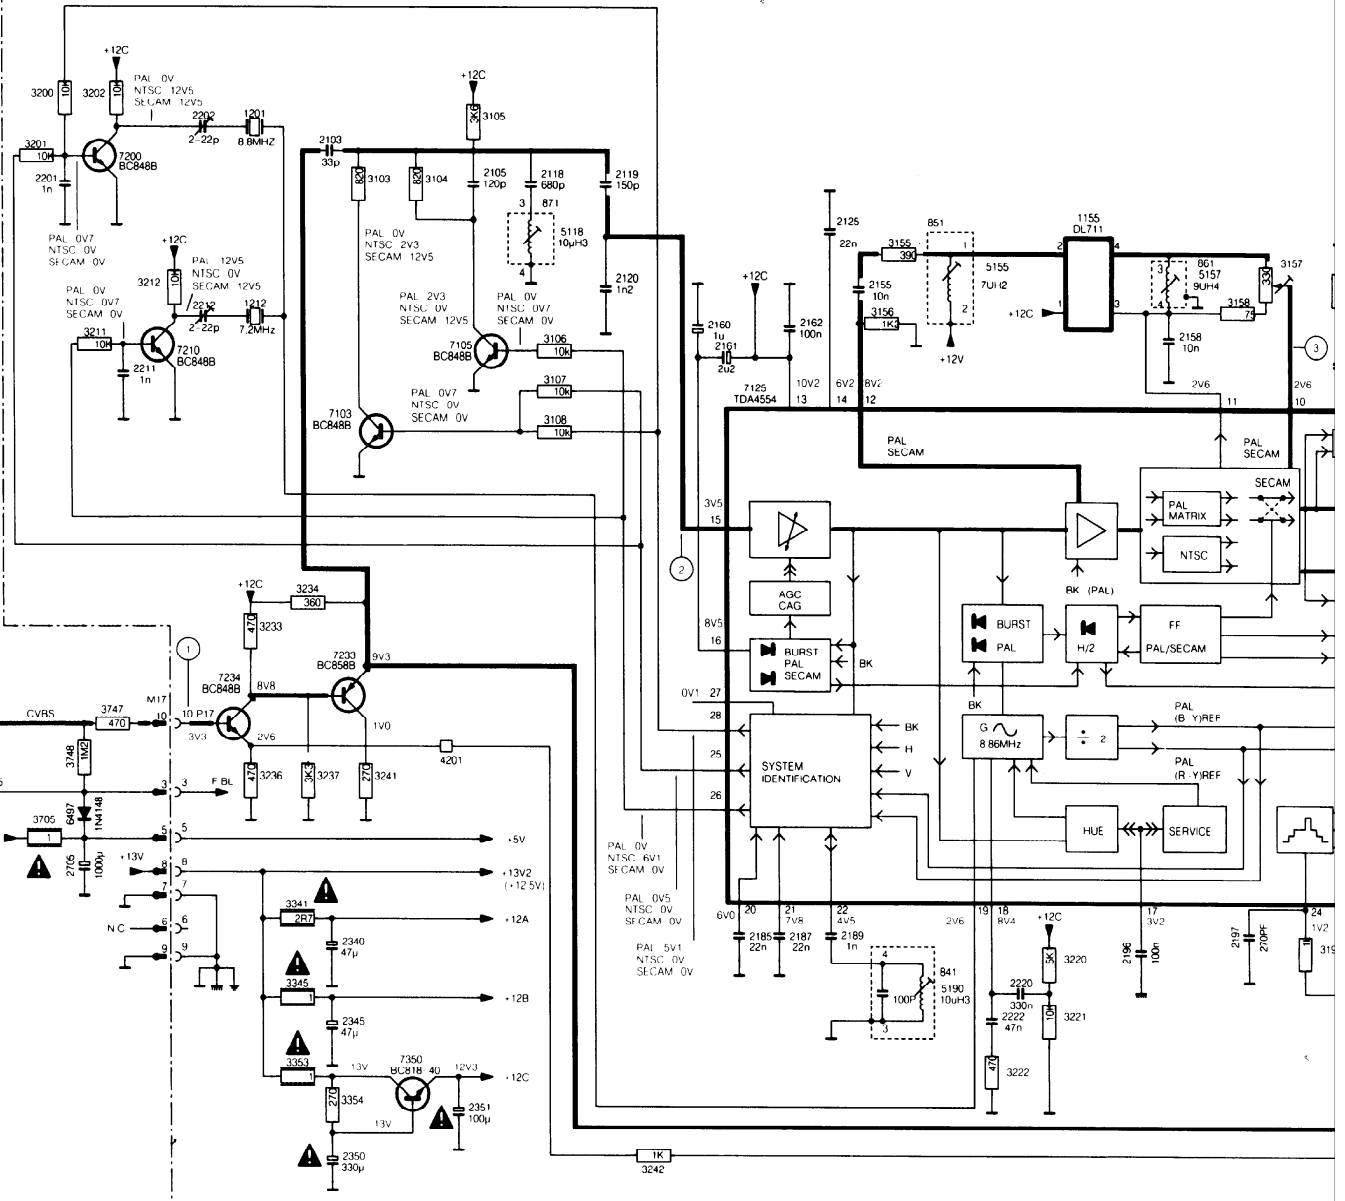 +12C
3200
10K
3202
10K
PAL 0V
NTSC 12V5
SECAM 12V5
2202
2-22p
1201
8.8MHZ
3201
10K
7200
BC848B
2201
1n
PAL 0V7
NTSC 0V
SECAM 0V
+12C
3212
10K
PAL 12V5
NTSC 0V
SECAM 12V5
2212
2-22p
1212
7.2MHz
PAL 0V
NTSC 0V7
SECAM 0V
3211
10K
7210
BC848B
2211
1n
+12C
3K6
3105
2103
33p
820
3103
820
3104
2105
120p
2118
680p
2119
150p
3
871
5118
10µH3
4
PAL 0V
NTSC 2V3
SECAM 12V5
2120
1n2
PAL 2V3
NTSC 0V
SECAM 12V5
PAL 0V
NTSC 0V7
SECAM 0V
7105
BC848B
3106
10k
3107
10k
3108
10k
PAL 0V7
NTSC 0V
SECAM 0V
7103
BC848B
2125
22n
+12C
2160
1u
2161
2u2
2162
100n
3155
390
851
1
5155
7UH2
2
+12V
2155
10n
3156
1K2
1155
DL711
2
4
1
3
+12C
861
3
5157
9UH4
4
330
3157
3158
75
2158
10n
3
7125
TDA4554
10V2
13
6V2
14
8V2
12
2V6
11
2V6
10
PAL
SECAM
PAL
SECAM
SECAM
PAL
MATRIX
NTSC
3V5
15
2
AGC
CAG
8V5
16
BURST
PAL
SECAM
BK
BURST
PAL
BK
BK (PAL)
H/2
FF
PAL/SECAM
0V1
27
28
25
26
SYSTEM
IDENTIFICATION
BK
H
V
G
8.86MHz
÷ 2
PAL
(B-Y)REF
PAL
(R-Y)REF
HUE
SERVICE
+12C
3234
360
470
3233
1
7233
BC858B
9V3
7234
BC848B
8V8
1V0
CVBS
3747
470
M17
10
10 P17
3V3
2V6
3748
1M2
470
3236
3K3
3237
270
3241
4201
3
3
F.BL
6497
1N4148
3705
1
5
5
+5V
2705
1000µ
+13V
8
8
+13V2
(+12.5V)
7
7
N.C
6
6
9
9
3341
2R7
+12A
2340
47µ
3345
1
+12B
2345
47µ
3353
1
13V
7350
BC818-40
12V3
+12C
270
3354
13V
2351
100µ
2350
330µ
PAL 0V
NTSC 6V1
SECAM 0V
PAL 0V5
NTSC 0V
SECAM 0V
PAL 5V1
NTSC 0V
SECAM 0V
6V0
20
21
7V8
22
4V5
2185
22n
2187
22n
2189
1n
4
841
5190
10uH3
100P
3
2V6
19
18
8V4
+12C
5K
3220
2220
330n
2222
47n
10K
3221
470
3222
17
3V2
2196
100n
2197
270PF
24
1V2
1K
3242